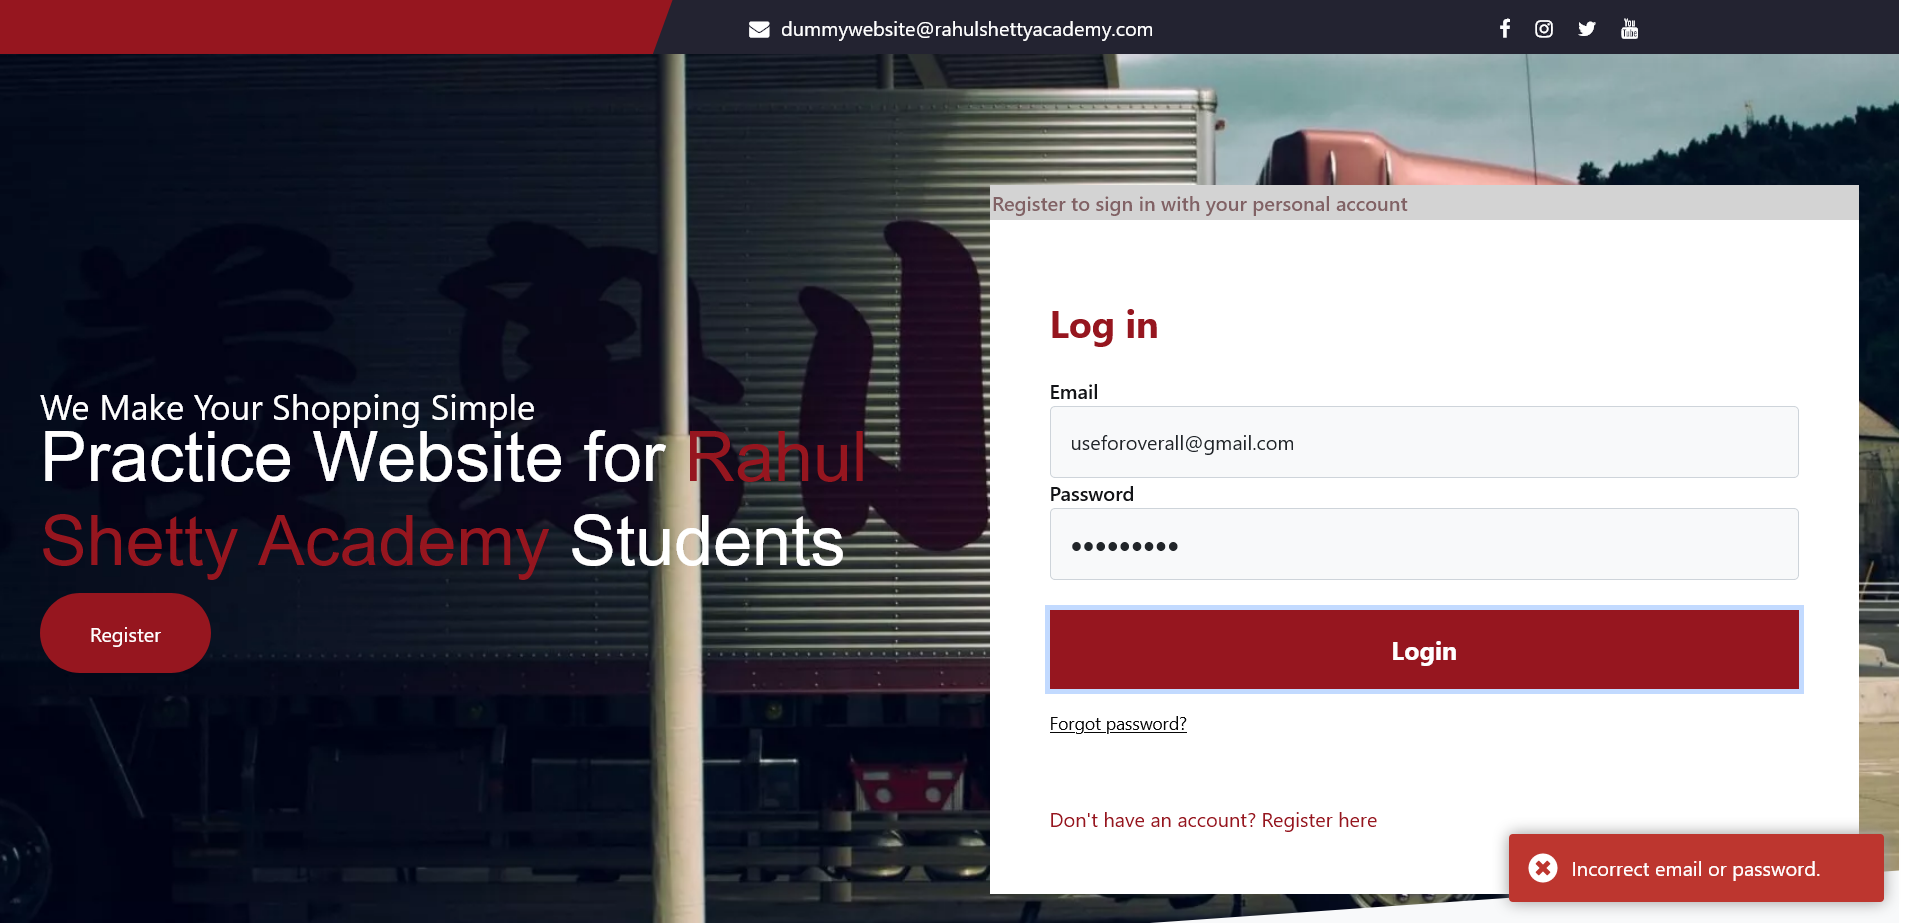 dummywebsite@rahulshettyacademy.com
We Make Your Shopping Simple
Practice Website for Rahul
Shetty Academy Students
Register
Register to sign in with your personal account
Log in
Email
useforoverall@gmail.com
Password
•••••••••
Login
Forgot password?
Don't have an account? Register here
Incorrect email or password.